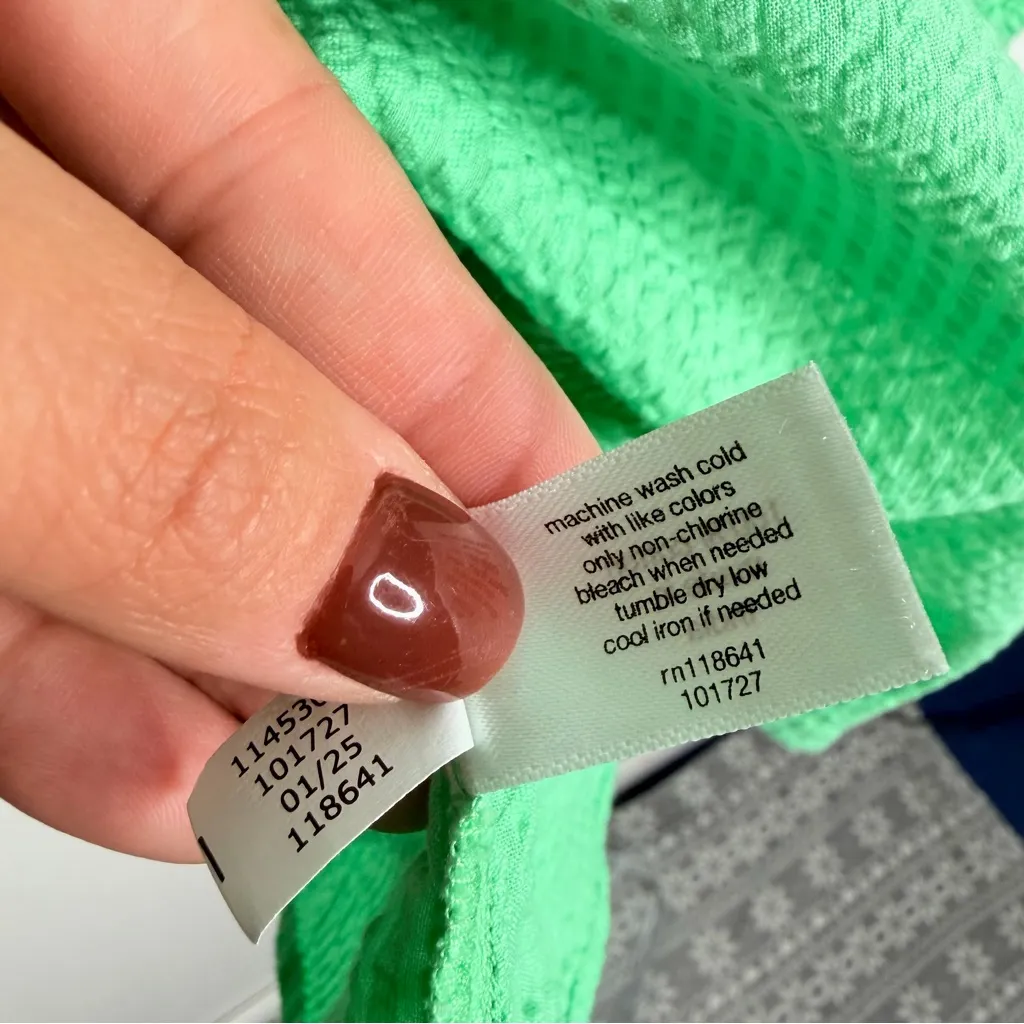 machine wash cold
with like colors
only non-chlorine
bleach when needed
tumble dry low
cool iron if needed
rn118641
101727
101727
01/25
118641